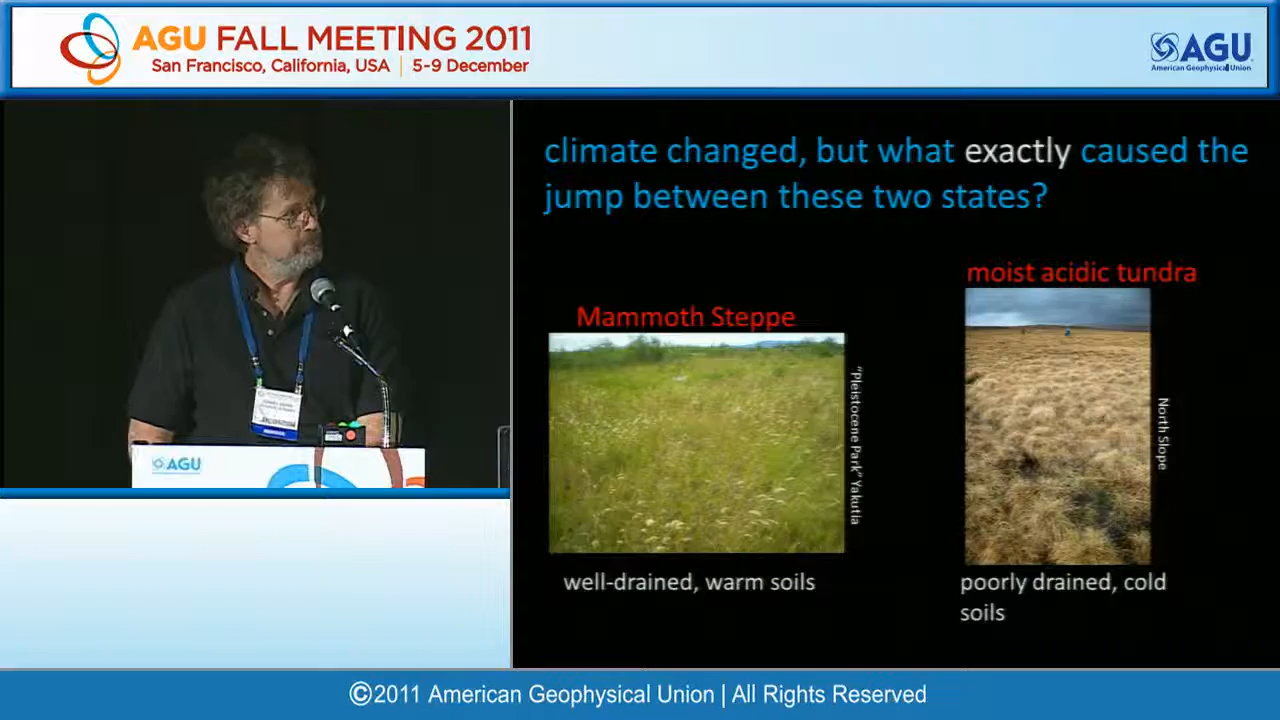 AGU FALL MEETING 2011
San Francisco, California, USA | 5-9 December
AGU
American Geophysical Union
climate changed, but what exactly caused the
jump between these two states?
moist acidic tundra
Mammoth Steppe
"Pleistocene Park" Yakutia
North Slope
well-drained, warm soils
poorly drained, cold
soils
AGU
©2011 American Geophysical Union | All Rights Reserved